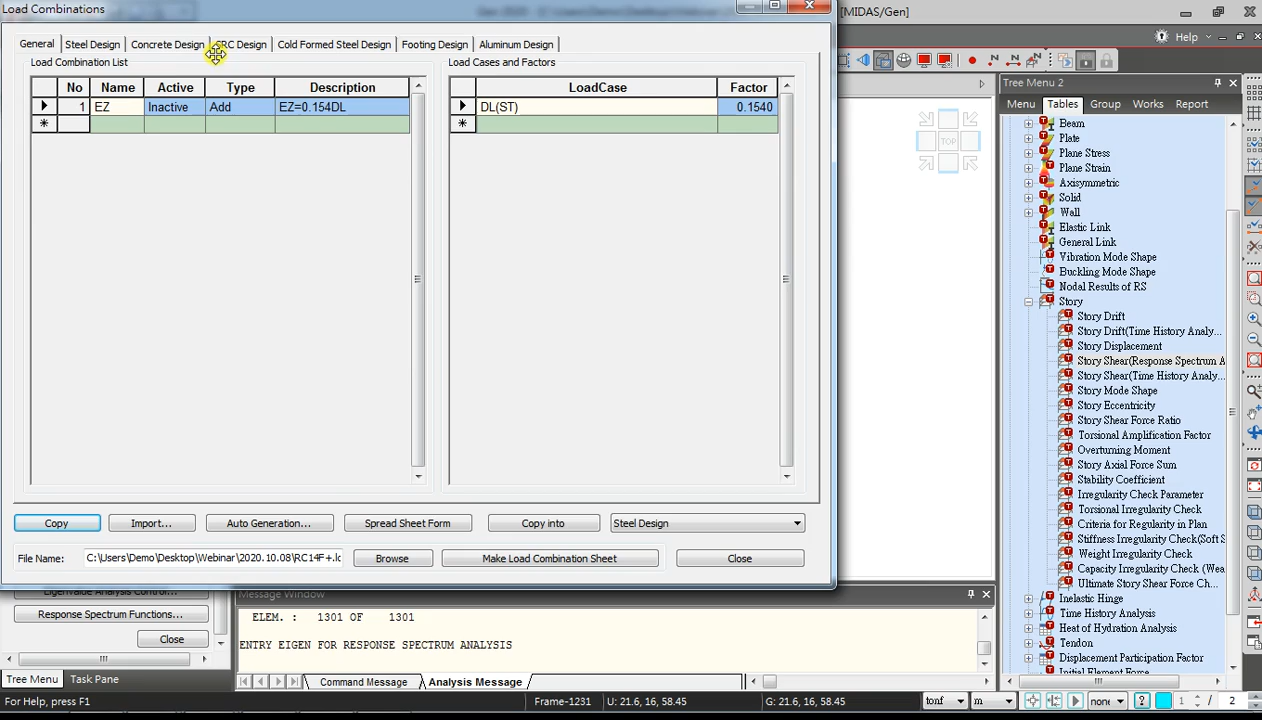 Load Combinations
[MIDAS/Gen]
Help
General
Steel Design
Concrete Design
SRC Design
Cold Formed Steel Design
Footing Design
Aluminum Design
Load Combination List
No Name Active Type Description
1 EZ Inactive Add EZ=0.154DL
*
Load Cases and Factors
LoadCase Factor
DL(ST) 0.1540
*
Copy
Import...
Auto Generation...
Spread Sheet Form
Copy into
Steel Design
File Name:
C:\Users\Demo\Desktop\Webinar\2020.10.08\RC14F+.lc
Browse
Make Load Combination Sheet
Close
TOP
Tree Menu 2
Menu Tables Group Works Report
Beam
Plate
Plane Stress
Plane Strain
Axisymmetric
Solid
Wall
Elastic Link
General Link
Vibration Mode Shape
Buckling Mode Shape
Nodal Results of RS
Story
Story Drift
Story Drift(Time History Analy...
Story Displacement
Story Shear(Response Spectrum A
Story Shear(Time History Analy...
Story Mode Shape
Story Eccentricity
Story Shear Force Ratio
Torsional Amplification Factor
Overturning Moment
Story Axial Force Sum
Stability Coefficient
Irregularity Check Parameter
Torsional Irregularity Check
Criteria for Regularity in Plan
Stiffness Irregularity Check(Soft S
Weight Irregularity Check
Capacity Irregularity Check (Wea
Ultimate Story Shear Force Ch...
Inelastic Hinge
Time History Analysis
Heat of Hydration Analysis
Tendon
Displacement Participation Factor
Initial Element Force
Eigenvalue Analysis Control...
Response Spectrum Functions...
Close
Tree Menu
Task Pane
Message Window
ELEM. : 1301 OF 1301
ENTRY EIGEN FOR RESPONSE SPECTRUM ANALYSIS
Command Message
Analysis Message
For Help, press F1
Frame-1231
U: 21.6, 16, 58.45
G: 21.6, 16, 58.45
tonf
m
none
?
1 / 2